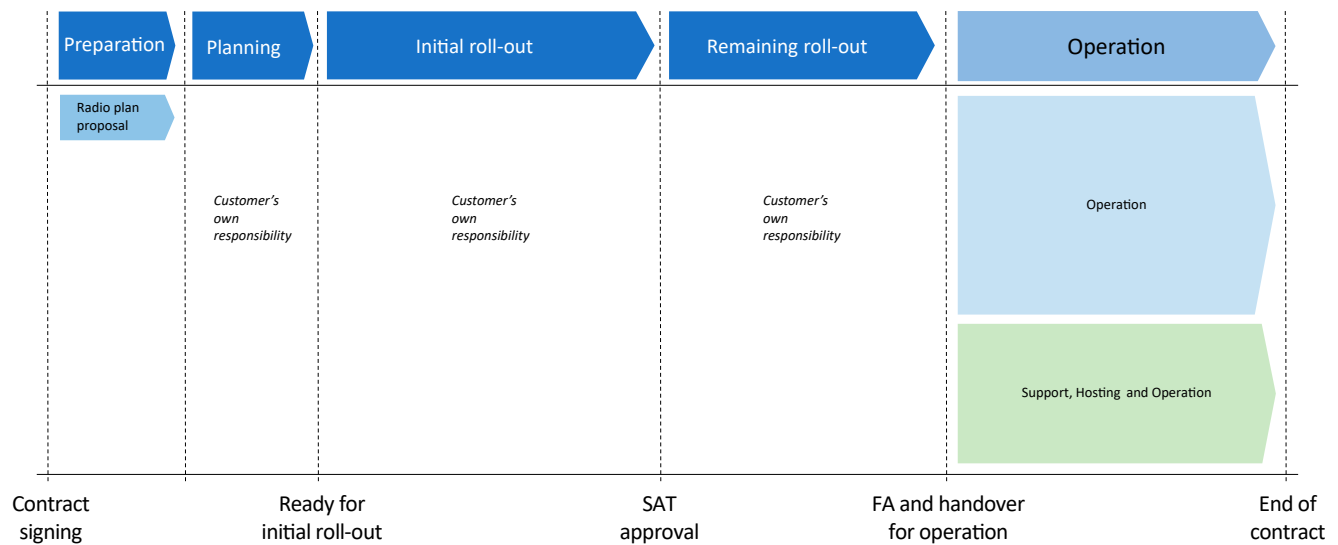 Preparation
Planning
Initial roll-out
Remaining roll-out
Operation
Radio plan
proposal
Customer's
own
responsibility
Customer's
own
responsibility
Customer's
own
responsibility
Operation
Support, Hosting and Operation
Contract
signing
Ready for
initial roll-out
SAT
approval
FA and handover
for operation
End of
contract